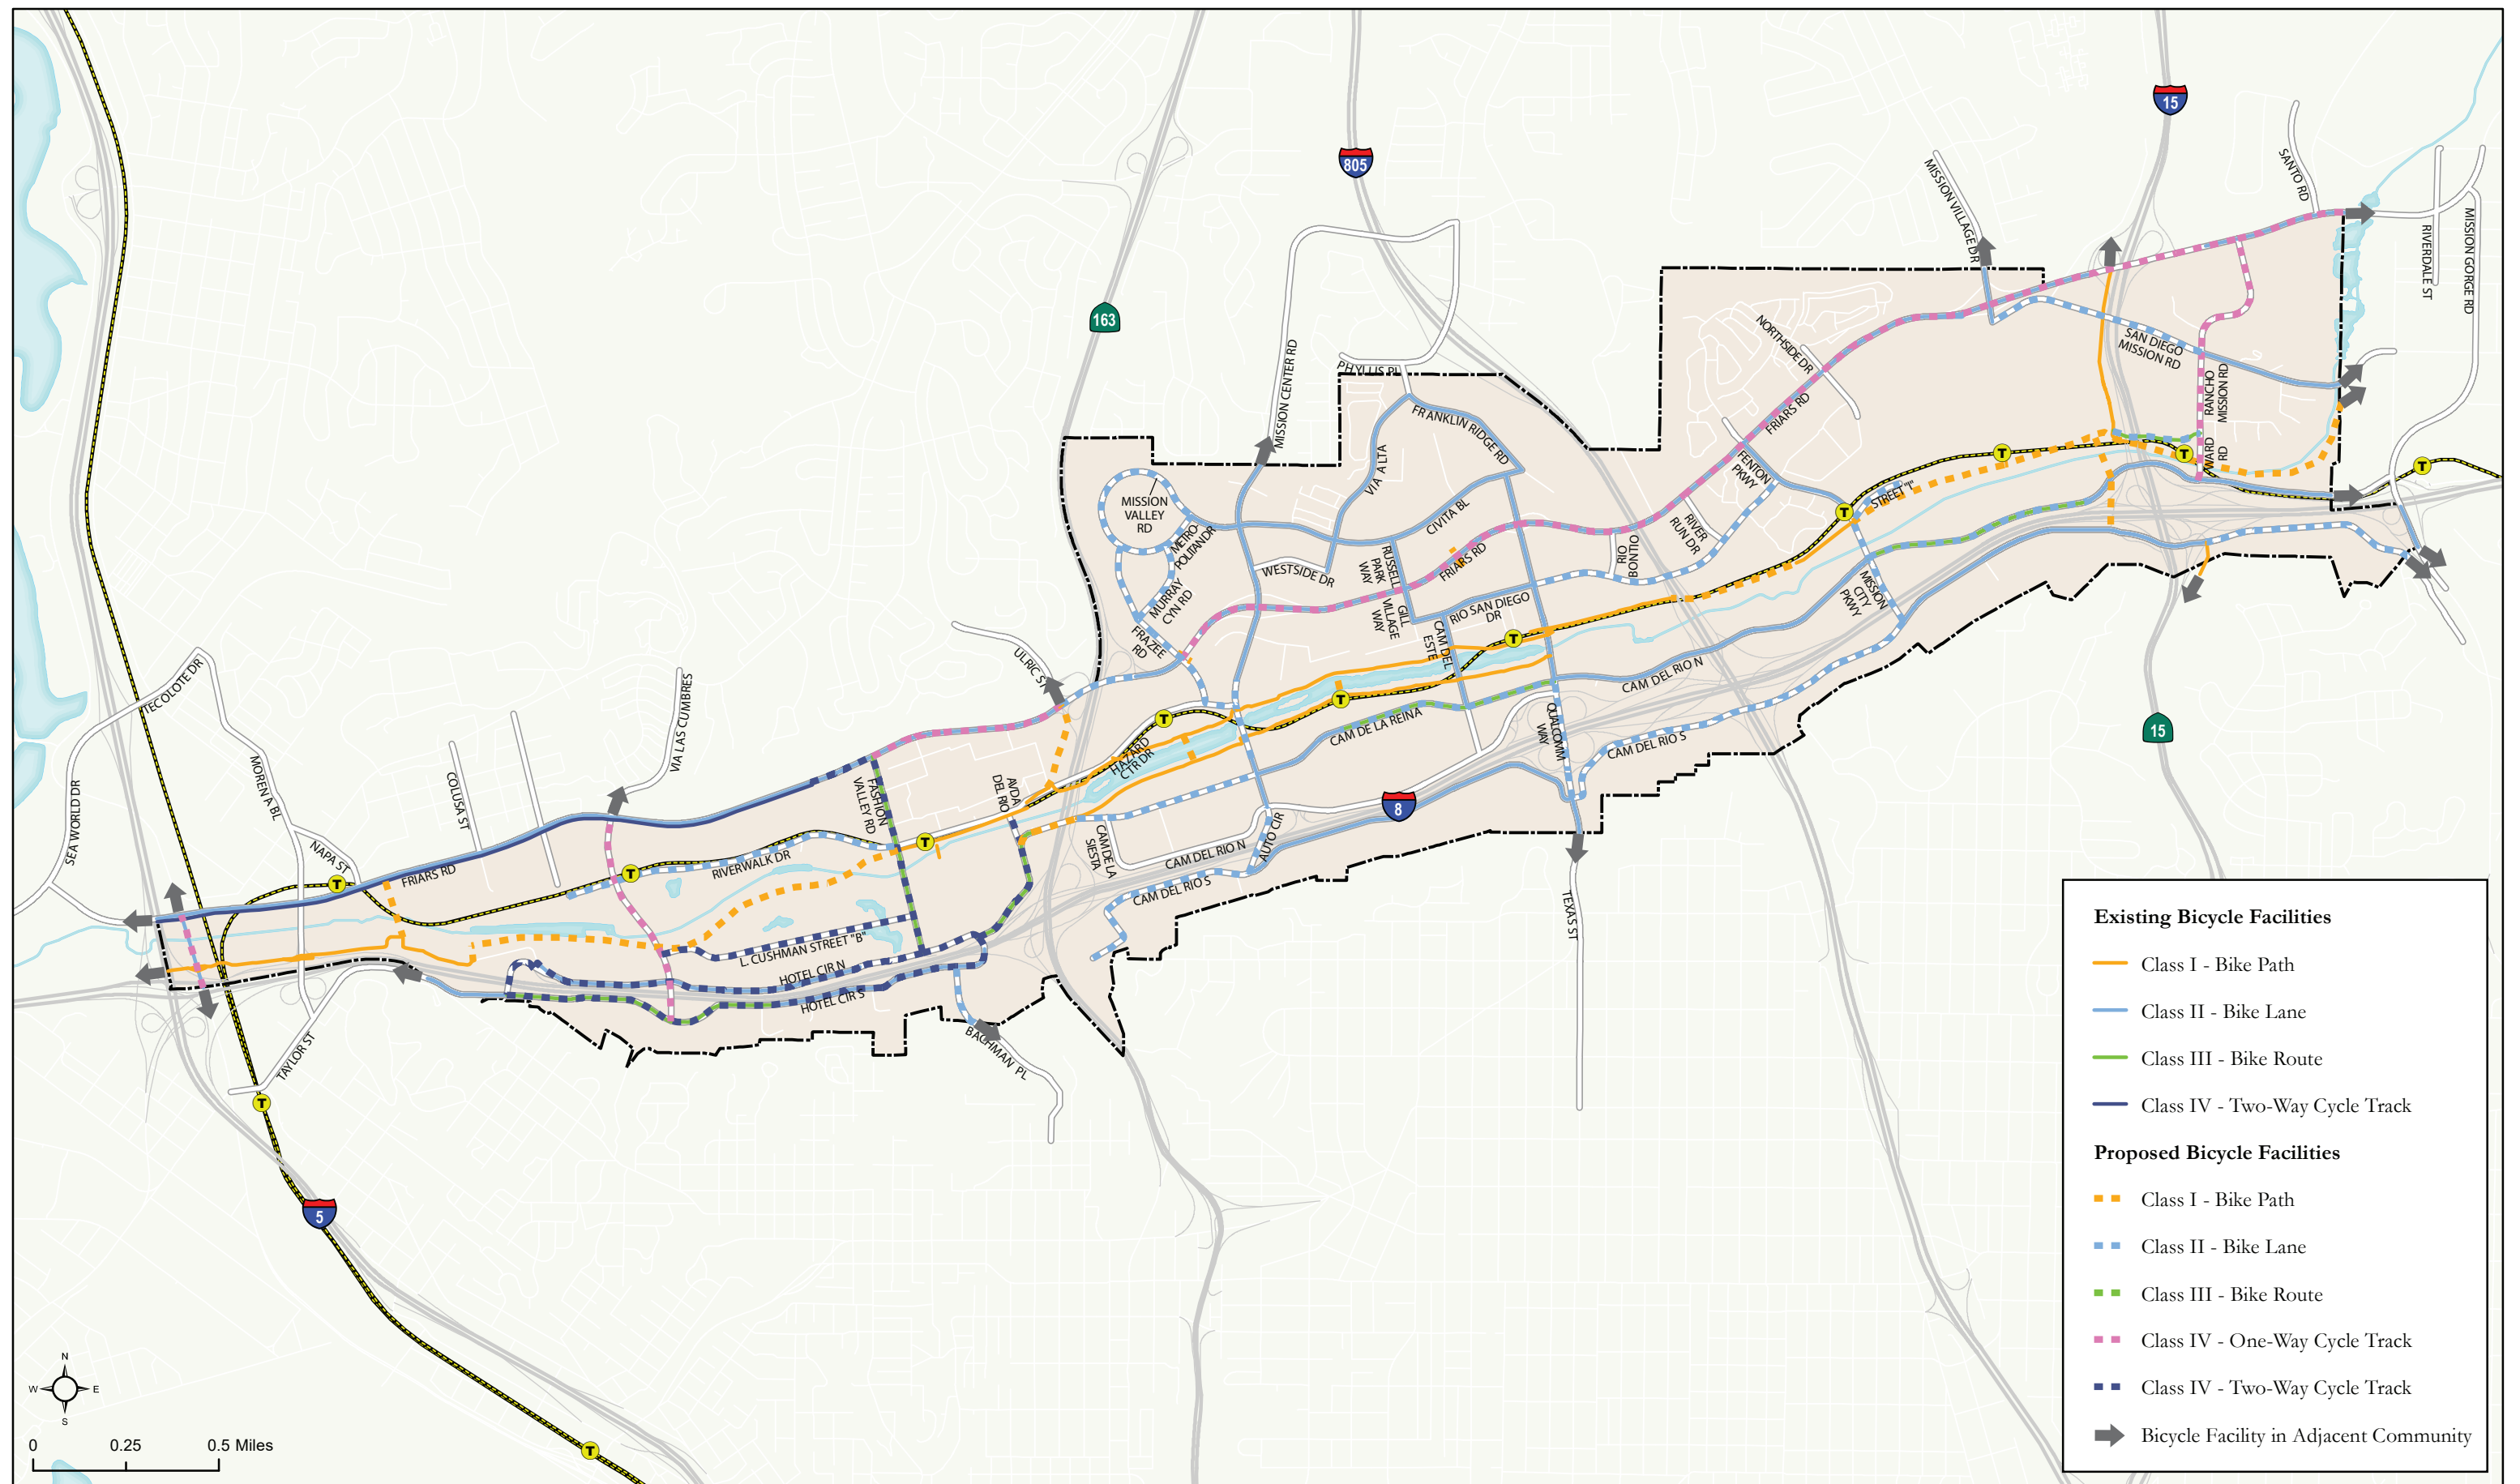 15
805
163
SANTO RD
MISSION VILLAGE DR
RIVERDALE ST
MISSION GORGE RD
MISSION CENTER RD
PHYLLIS PL
NORTHSIDE DR
SAN DIEGO
MISSION RD
RANCHO
MISSION RD
FRANKLIN RIDGE RD
FRIARS RD
VIA ALTA
FENTON
PKWY
WARD
RD
T
T
T
STREET "I"
MISSION
VALLEY
RD
METRO-
POLITAN DR
CIVITA BL
RIVER
RUN DR
T
RIO
BONITO
WESTSIDE DR
RUSSELL
PARK
WAY
FRIARS RD
MURRAY
CYN RD
MISSION
CITY
PKWY
GILL
VILLAGE
WAY
RIO SAN DIEGO
DR
FRAZEE
RD
CAM DEL
ESTE
T
ULRIC ST
CAM DEL RIO N
TECOLOTE DR
VIA LAS CUMBRES
T
T
CAM DE LA REINA
QUALCOMM
WAY
CAM DEL RIO S
15
HAZARD
CTR DR
SEA WORLD DR
MORENA BL
COLUSA ST
FASHION
VALLEY RD
AVDA
DEL RIO
8
T
CAM DE LA
SIESTA
CAM DEL RIO N
AUTO CIR
NAPA ST
T
FRIARS RD
T
RIVERWALK DR
CAM DEL RIO S
TEXAS ST
L. CUSHMAN STREET "B"
HOTEL CIR N
HOTEL CIR S
BACHMAN PL
TAYLOR ST
T
5
T
N
W E
S
0 0.25 0.5 Miles
Existing Bicycle Facilities
Class I - Bike Path
Class II - Bike Lane
Class III - Bike Route
Class IV - Two-Way Cycle Track
Proposed Bicycle Facilities
Class I - Bike Path
Class II - Bike Lane
Class III - Bike Route
Class IV - One-Way Cycle Track
Class IV - Two-Way Cycle Track
Bicycle Facility in Adjacent Community